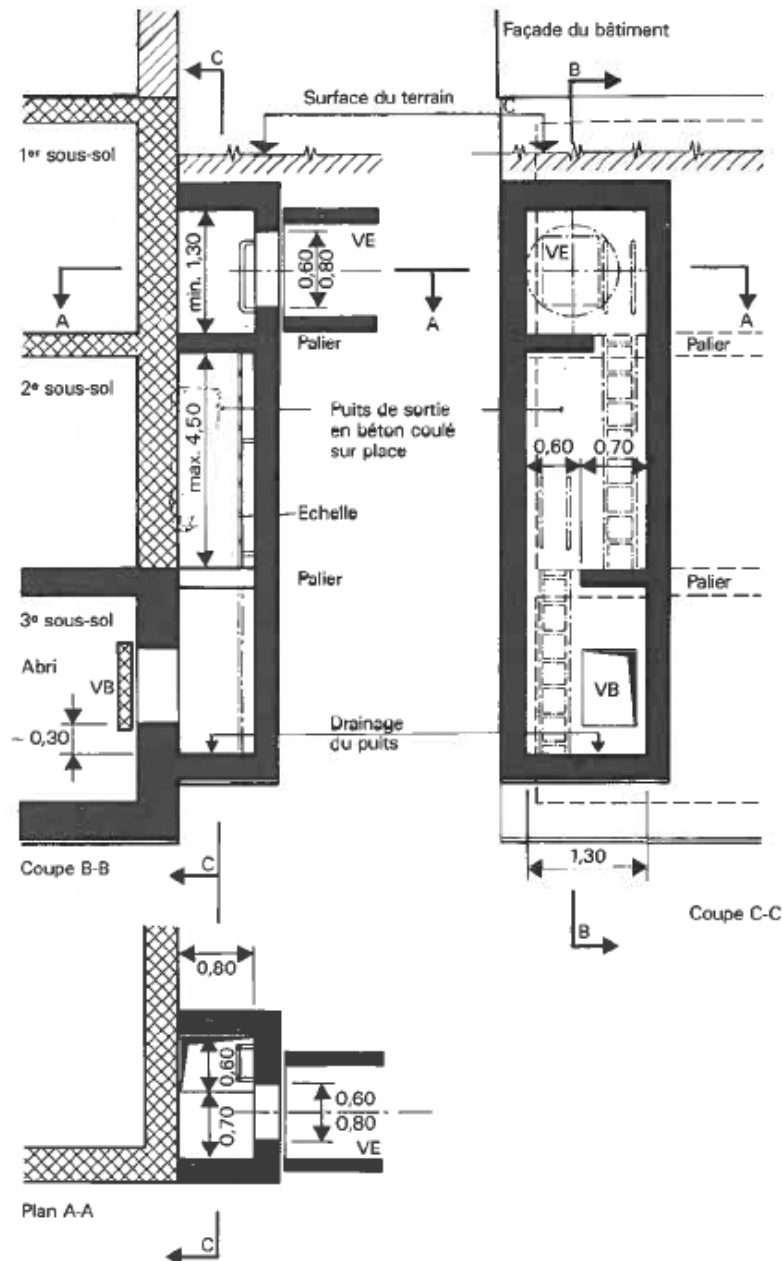 Façade du bâtiment
C
B
Surface du terrain
C
1er sous-sol
min. 1,30
VE
0,60
0,80
VE
A
A
A
A
Palier
Palier
2e sous-sol
max. 4,50
Puits de sortie
en béton coulé
sur place
0,60
0,70
Echelle
Palier
Palier
3e sous-sol
Abri
VB
VB
~ 0,30
Drainage
du puits
1,30
Coupe B-B
C
Coupe C-C
B
0,80
0,60
0,70
0,60
0,80
VE
Plan A-A
C